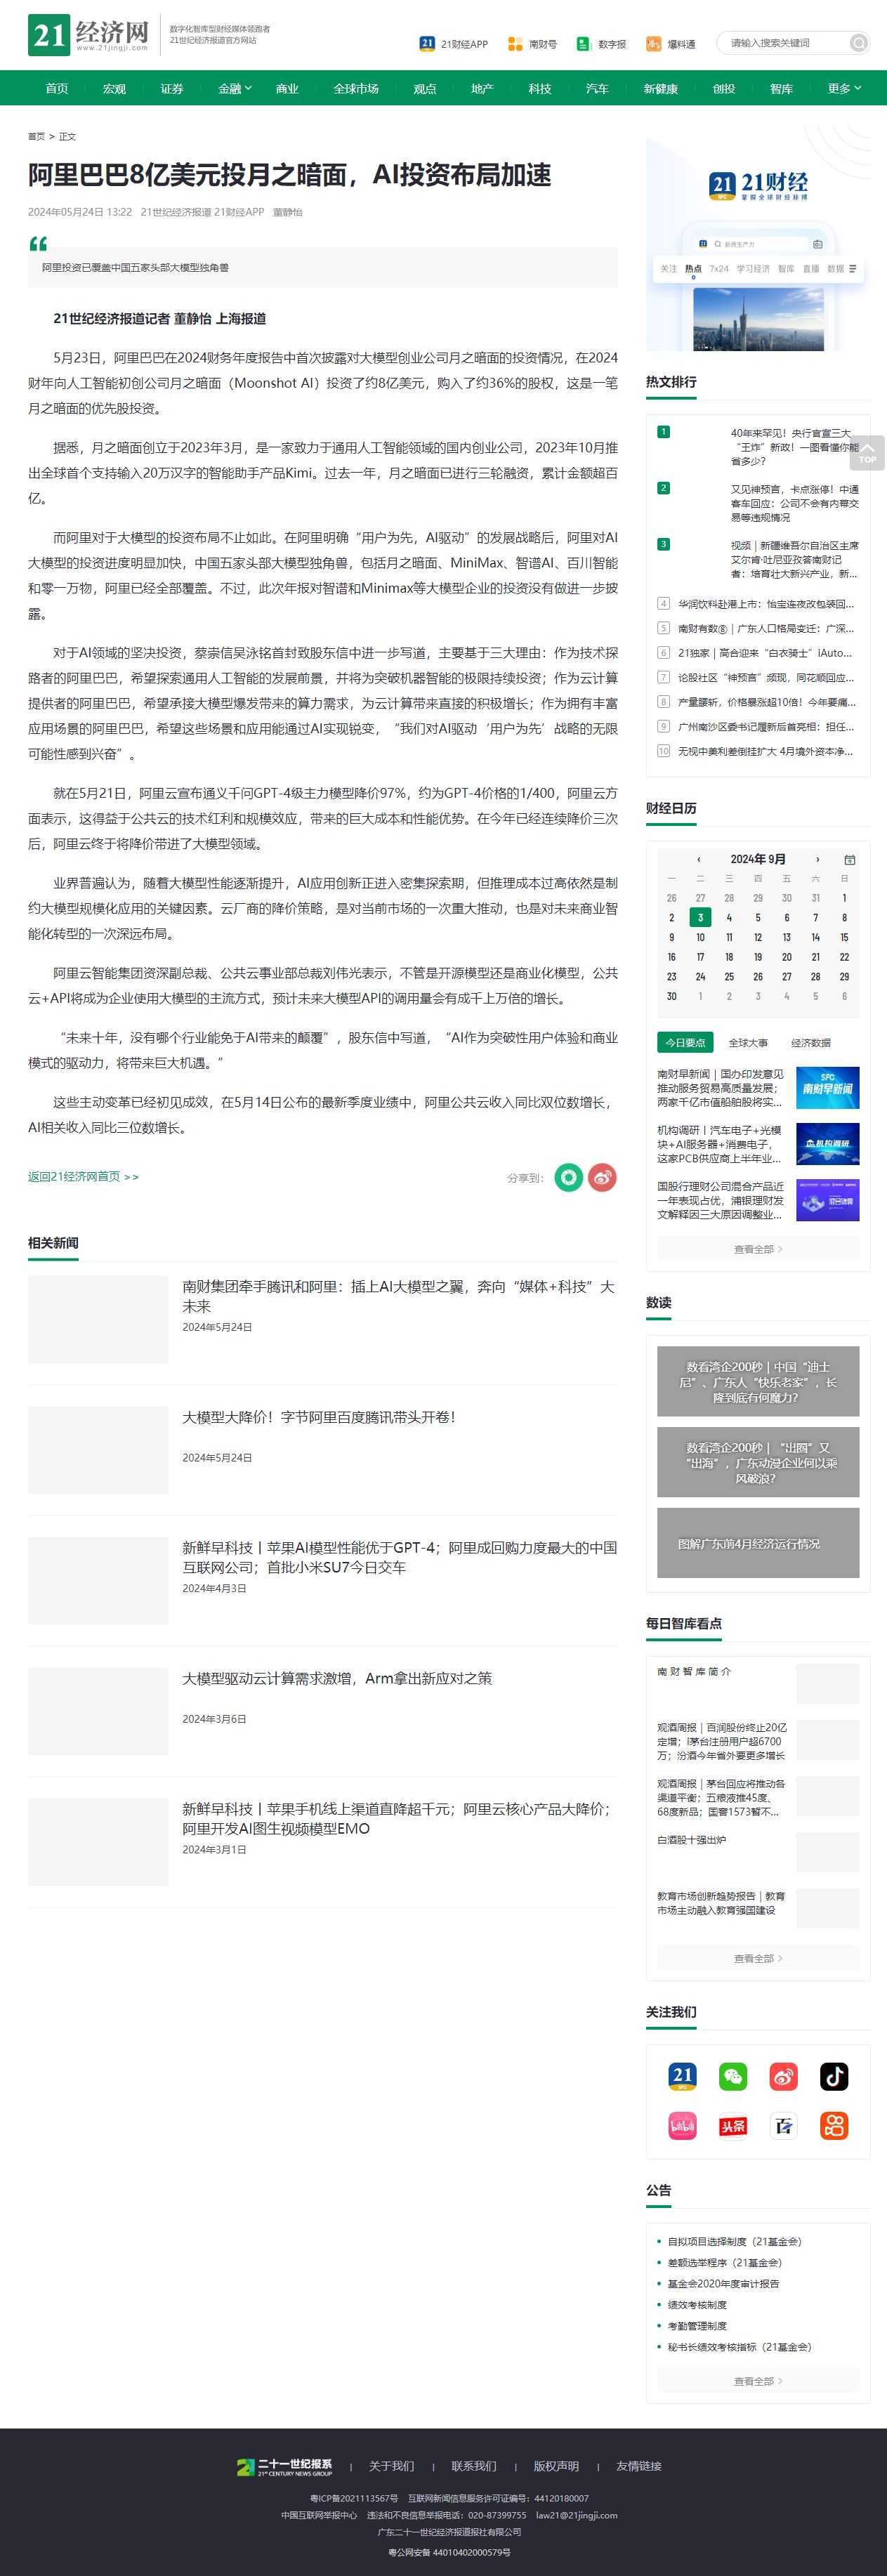 21 经济网
www.21jingji.com
数字化智库型财经媒体领跑者
21世纪经济报道官方网站
21财经APP
南财号
数字报
爆料通
请输入搜索关键词
首页 宏观 证券 金融 商业 全球市场 观点 地产 科技 汽车 新健康 创投 智库 更多
首页 > 正文
阿里巴巴8亿美元投月之暗面，AI投资布局加速
2024年05月24日 13:22 21世纪经济报道 21财经APP 董静怡
阿里投资已覆盖中国五家头部大模型独角兽
21世纪经济报道记者 董静怡 上海报道
5月23日，阿里巴巴在2024财务年度报告中首次披露对大模型创业公司月之暗面的投资情况，在2024
财年向人工智能初创公司月之暗面（Moonshot AI）投资了约8亿美元，购入了约36%的股权，这是一笔
月之暗面的优先股投资。
据悉，月之暗面创立于2023年3月，是一家致力于通用人工智能领域的国内创业公司，2023年10月推
出全球首个支持输入20万汉字的智能助手产品Kimi。过去一年，月之暗面已进行三轮融资，累计金额超百
亿。
而阿里对于大模型的投资布局不止如此。在阿里明确“用户为先，AI驱动”的发展战略后，阿里对AI
大模型的投资进度明显加快，中国五家头部大模型独角兽，包括月之暗面、MiniMax、智谱AI、百川智能
和零一万物，阿里已经全部覆盖。不过，此次年报对智谱和Minimax等大模型企业的投资没有做进一步披
露。
对于AI领域的坚决投资，蔡崇信吴泳铭首封致股东信中进一步写道，主要基于三大理由：作为技术探
路者的阿里巴巴，希望探索通用人工智能的发展前景，并将为突破机器智能的极限持续投资；作为云计算
提供者的阿里巴巴，希望承接大模型爆发带来的算力需求，为云计算带来直接的积极增长；作为拥有丰富
应用场景的阿里巴巴，希望这些场景和应用能通过AI实现锐变，“我们对AI驱动‘用户为先’战略的无限
可能性感到兴奋”。
就在5月21日，阿里云宣布通义千问GPT-4级主力模型降价97%，约为GPT-4价格的1/400，阿里云方
面表示，这得益于公共云的技术红利和规模效应，带来的巨大成本和性能优势。在今年已经连续降价三次
后，阿里云终于将降价带进了大模型领域。
业界普遍认为，随着大模型性能逐渐提升，AI应用创新正进入密集探索期，但推理成本过高依然是制
约大模型规模化应用的关键因素。云厂商的降价策略，是对当前市场的一次重大推动，也是对未来商业智
能化转型的一次深远布局。
阿里云智能集团资深副总裁、公共云事业部总裁刘伟光表示，不管是开源模型还是商业化模型，公共
云+API将成为企业使用大模型的主流方式，预计未来大模型API的调用量会有成千上万倍的增长。
“未来十年，没有哪个行业能免于AI带来的颠覆”，股东信中写道，“AI作为突破性用户体验和商业
模式的驱动力，将带来巨大机遇。”
这些主动变革已经初见成效，在5月14日公布的最新季度业绩中，阿里公共云收入同比双位数增长，
AI相关收入同比三位数增长。
返回21经济网首页 >>
分享到：
相关新闻
南财集团牵手腾讯和阿里：插上AI大模型之翼，奔向“媒体+科技”大
未来
2024年5月24日
大模型大降价！字节阿里百度腾讯带头开卷！
2024年5月24日
新鲜早科技丨苹果AI模型性能优于GPT-4；阿里成回购力度最大的中国
互联网公司；首批小米SU7今日交车
2024年4月3日
大模型驱动云计算需求激增，Arm拿出新应对之策
2024年3月6日
新鲜早科技丨苹果手机线上渠道直降超千元；阿里云核心产品大降价；
阿里开发AI图生视频模型EMO
2024年3月1日
21财经
掌握全球财经脉搏
新质生产力
关注 热点 7x24 学习经济 智库 直播 数据
热文排行
1 40年来罕见！央行官宣三大
“王炸”新政！一图看懂你能
省多少？
TOP
2 又见神预言，卡点涨停！中通
客车回应：公司不会有内幕交
易等违规情况
3 视频｜新疆维吾尔自治区主席
艾尔肯·吐尼亚孜答南财记
者：培育壮大新兴产业，新...
4 华润饮料赴港上市：怡宝连夜改包装回...
5 南财有数®｜广东人口格局变迁：广深...
6 21独家｜高合迎来“白衣骑士”iAuto...
7 论股社区“神预言”频现，同花顺回应...
8 产量腰斩，价格暴涨超10倍！今年要痛...
9 广州南沙区委书记履新后首亮相：担任...
10 无视中美利差倒挂扩大 4月境外资本净...
财经日历
‹ 2024年 9月 ›
一 二 三 四 五 六 日
26 27 28 29 30 31 1
2 3 4 5 6 7 8
9 10 11 12 13 14 15
16 17 18 19 20 21 22
23 24 25 26 27 28 29
30 1 2 3 4 5 6
今日要点 全球大事 经济数据
南财早新闻｜国办印发意见
推动服务贸易高质量发展；
两家千亿市值船舶股将实...
SFC
南财早新闻
机构调研丨汽车电子+光模
块+AI服务器+消费电子，
这家PCB供应商上半年业...
机构调研
国股行理财公司混合产品近
一年表现占优，浦银理财发
文解释因三大原因调整业...
查看全部 >
数读
数看湾企200秒｜中国“迪士
尼”、广东人“快乐老家”，长
隆到底有何魔力？
数看湾企200秒｜“出圈”又
“出海”，广东动漫企业何以乘
风破浪？
图解广东前4月经济运行情况
每日智库看点
南 财 智 库 简 介
观酒周报｜百润股份终止20亿
定增；i茅台注册用户超6700
万；汾酒今年省外要更多增长
观酒周报｜茅台回应将推动各
渠道平衡；五粮液推45度、
68度新品；国窖1573暂不...
白酒股十强出炉
教育市场创新趋势报告｜教育
市场主动融入教育强国建设
查看全部 >
关注我们
21
SFC
bilibili
头条
百
公告
自拟项目选择制度（21基金会）
差额选举程序（21基金会）
基金会2020年度审计报告
绩效考核制度
考勤管理制度
秘书长绩效考核指标（21基金会）
查看全部 >
二十一世纪报系
21st CENTURY NEWS GROUP
| 关于我们 | 联系我们 | 版权声明 | 友情链接
粤ICP备2021113567号 互联网新闻信息服务许可证编号：44120180007
中国互联网举报中心 违法和不良信息举报电话：020-87399755 law21@21jingji.com
广东二十一世纪经济报道报社有限公司
粤公网安备 44010402000579号